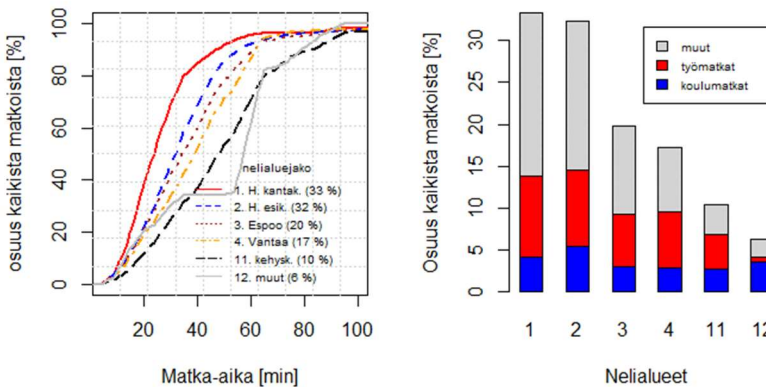 osuus kaikista matkoista [%]
100
80
60
40
20
0
nelialuejako
1. H. kantak. (33 %)
2. H. esik. (32 %)
3. Espoo (20 %)
4. Vantaa (17 %)
11. kehysk. (10 %)
12. muut (6 %)
20 40 60 80 100
Matka-aika [min]
Osuus kaikista matkoista [%]
30
25
20
15
10
5
0
muut
työmatkat
koulumatkat
1 2 3 4 11 12
Nelialueet